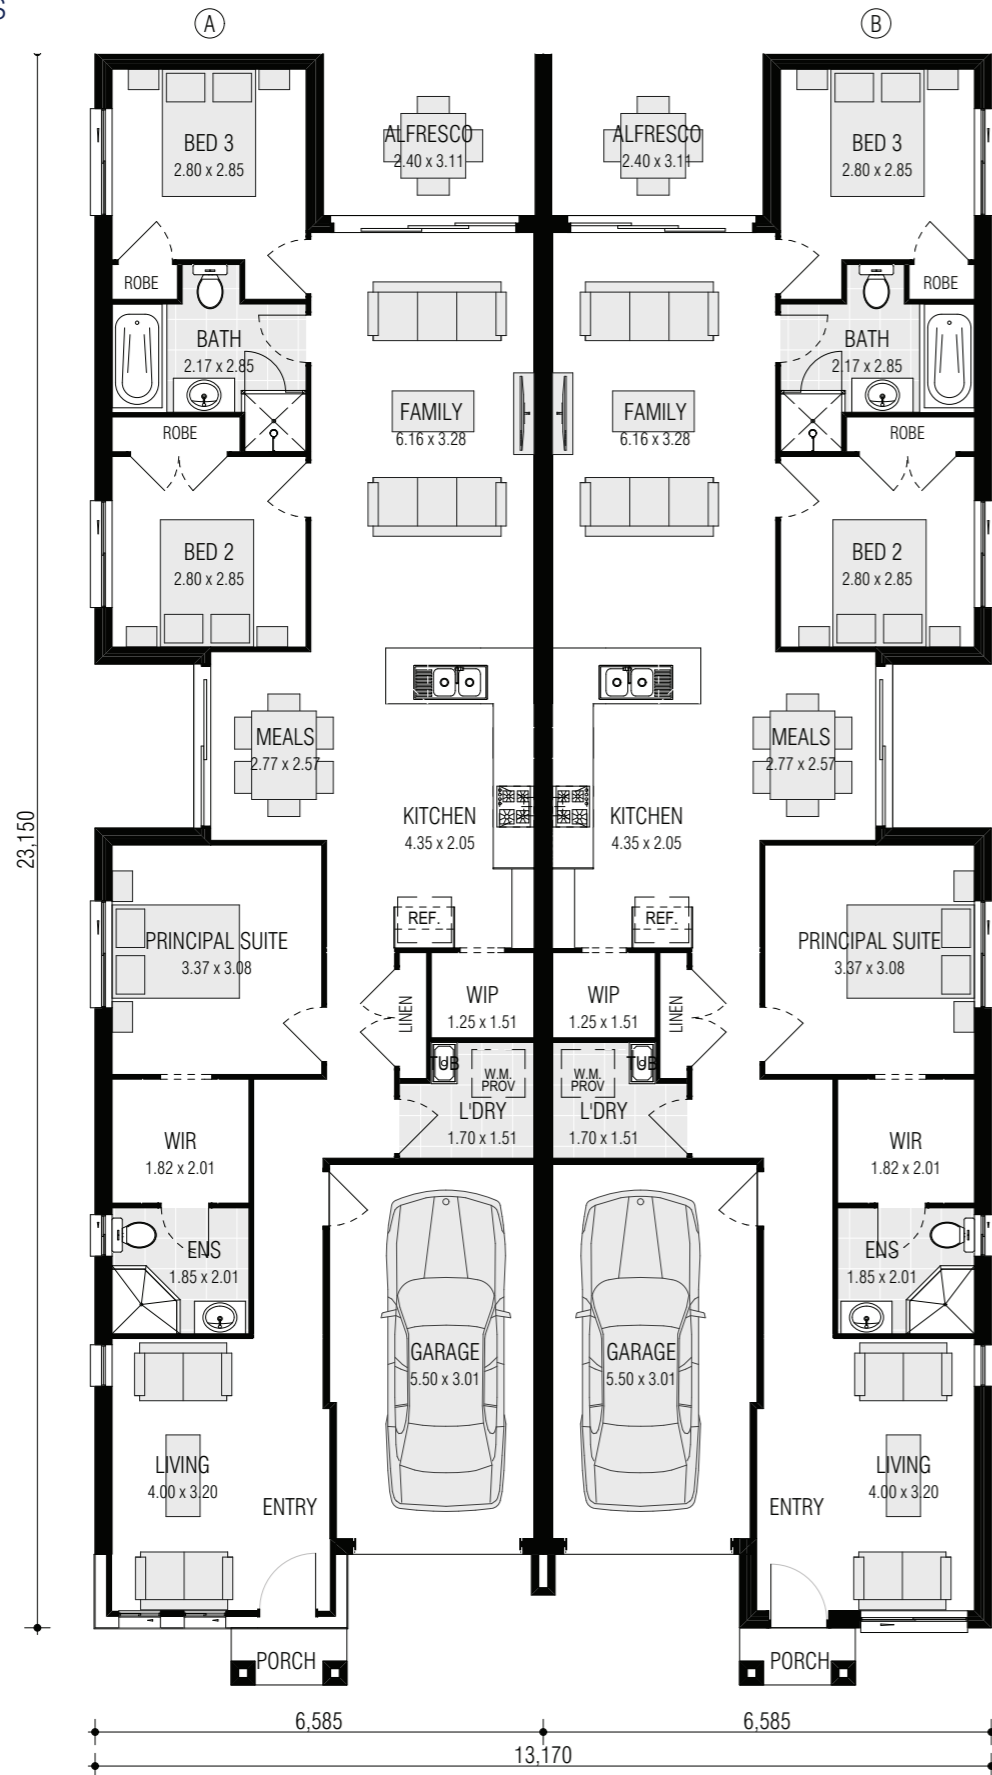 S
A
B
BED 3
2.80 x 2.85
ALFRESCO
2.40 x 3.11
ALFRESCO
2.40 x 3.11
BED 3
2.80 x 2.85
ROBE
ROBE
BATH
2.17 x 2.85
BATH
2.17 x 2.85
FAMILY
6.16 x 3.28
FAMILY
6.16 x 3.28
ROBE
ROBE
BED 2
2.80 x 2.85
BED 2
2.80 x 2.85
MEALS
2.77 x 2.57
MEALS
2.77 x 2.57
KITCHEN
4.35 x 2.05
KITCHEN
4.35 x 2.05
23,150
REF.
REF.
PRINCIPAL SUITE
3.37 x 3.08
PRINCIPAL SUITE
3.37 x 3.08
WIP
1.25 x 1.51
WIP
1.25 x 1.51
LINEN
LINEN
TUB
W.M.
PROV
W.M.
PROV
TUB
L'DRY
1.70 x 1.51
L'DRY
1.70 x 1.51
WIR
1.82 x 2.01
WIR
1.82 x 2.01
ENS
1.85 x 2.01
ENS
1.85 x 2.01
GARAGE
5.50 x 3.01
GARAGE
5.50 x 3.01
LIVING
4.00 x 3.20
LIVING
4.00 x 3.20
ENTRY
ENTRY
PORCH
PORCH
6,585
6,585
13,170